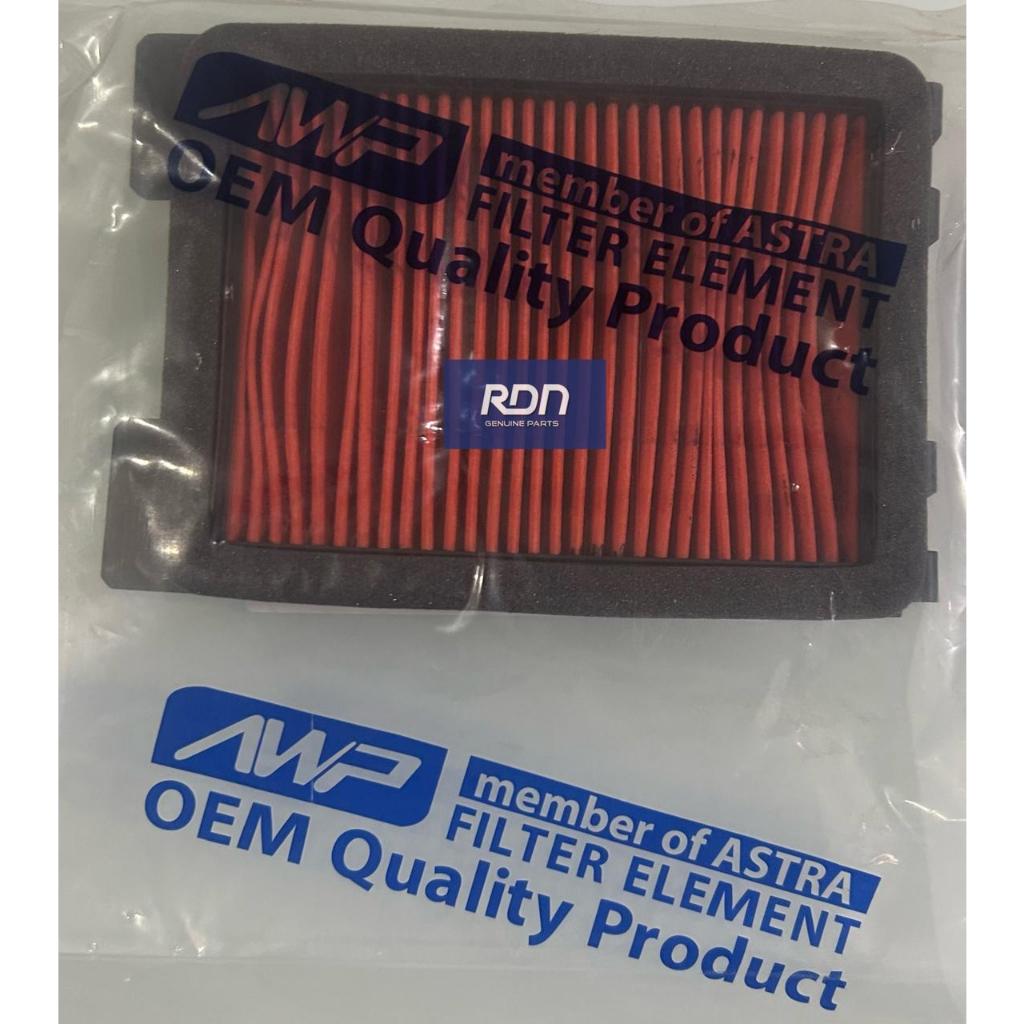 AWP
member of ASTRA
FILTER ELEMENT
OEM Quality Product
RDN
GENUINE PARTS
AWP
member of ASTRA
FILTER ELEMENT
OEM Quality Product